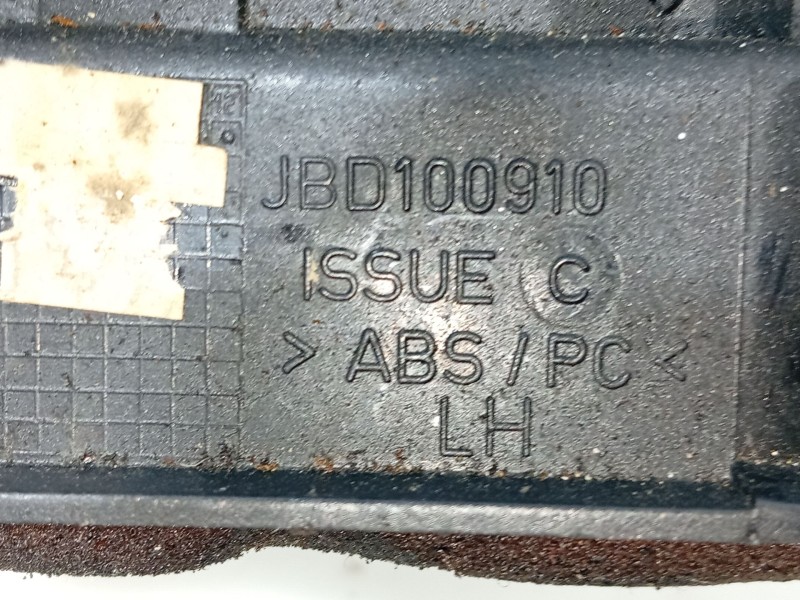 JBD100910
ISSUE C
> ABS / PC <
LH